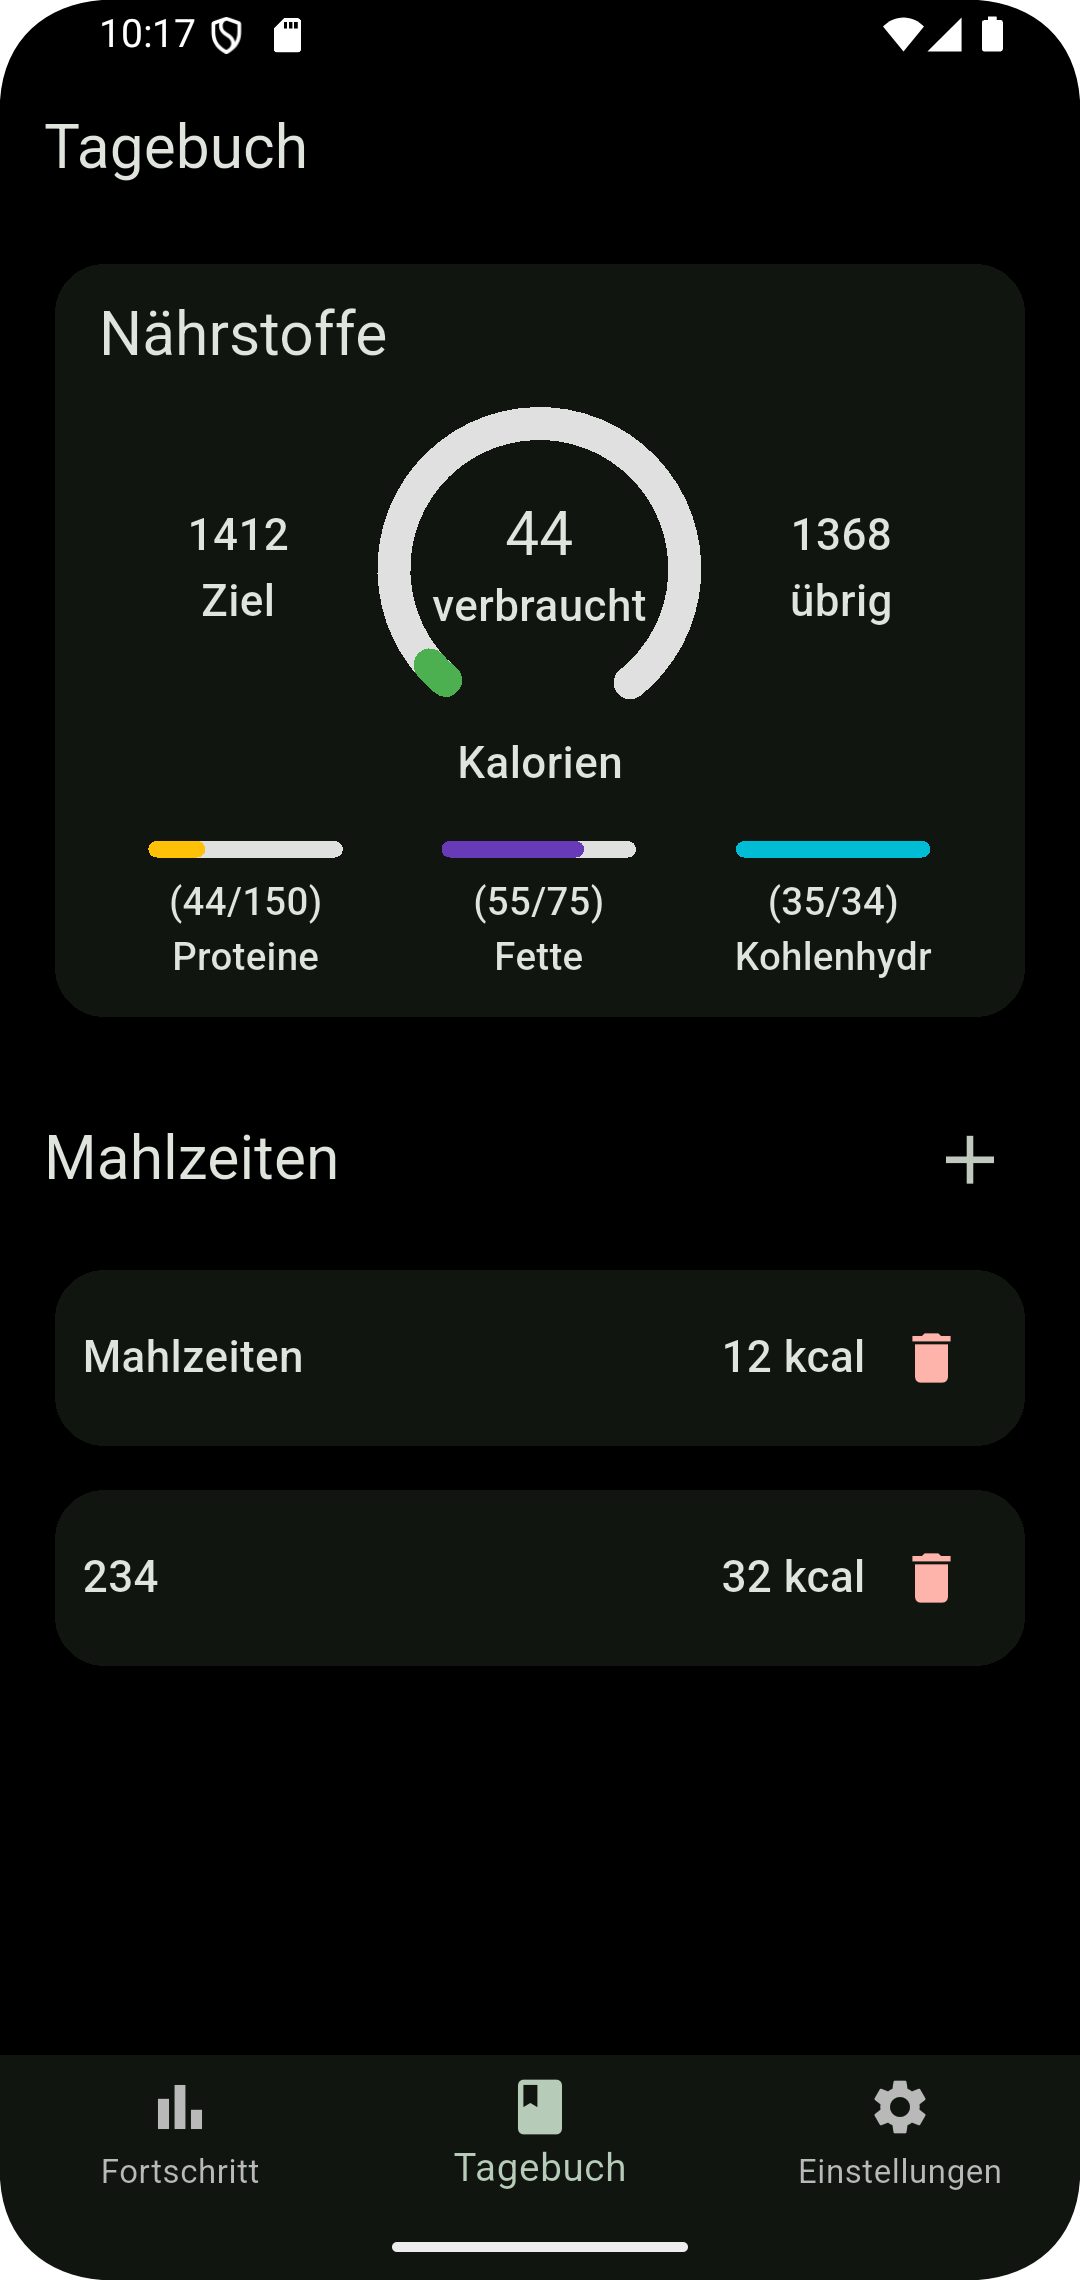 10:17
Tagebuch
Nährstoffe
1412
Ziel
44
verbraucht
1368
übrig
Kalorien
(44/150)
Proteine
(55/75)
Fette
(35/34)
Kohlenhydr
Mahlzeiten
Mahlzeiten 12 kcal
234 32 kcal
Fortschritt Tagebuch Einstellungen